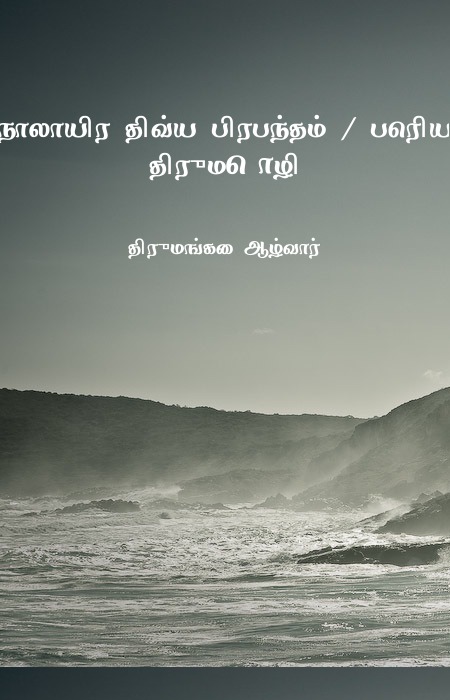 நாலாயிர திவ்ய பிரபந்தம் / பெரிய
திருமொழி
திருமங்கை ஆழ்வார்